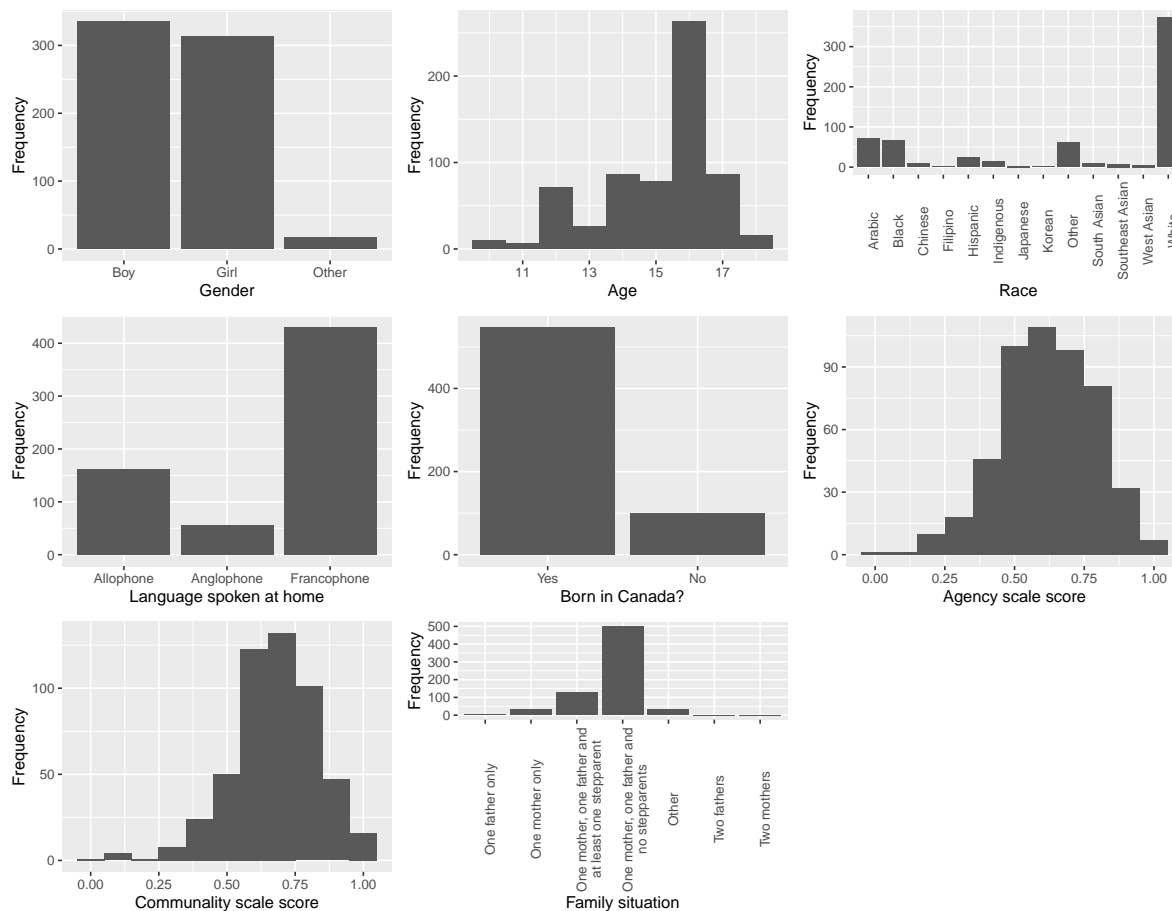 300
200
100
0
Frequency
Boy
Girl
Other
Gender
200
100
0
Frequency
11
13
15
17
Age
300
200
100
0
Frequency
Arabic
Black
Chinese
Filipino
Hispanic
Indigenous
Japanese
Korean
Other
South Asian
Southeast Asian
West Asian
White
Race
400
300
200
100
0
Frequency
Allophone
Anglophone
Francophone
Language spoken at home
400
200
0
Frequency
Yes
No
Born in Canada?
90
60
30
0
Frequency
0.00
0.25
0.50
0.75
1.00
Agency scale score
100
50
0
Frequency
0.00
0.25
0.50
0.75
1.00
Communality scale score
500
400
300
200
100
0
Frequency
One father only
One mother only
One mother, one father and
at least one stepparent
One mother, one father and
no stepparents
Other
Two fathers
Two mothers
Family situation